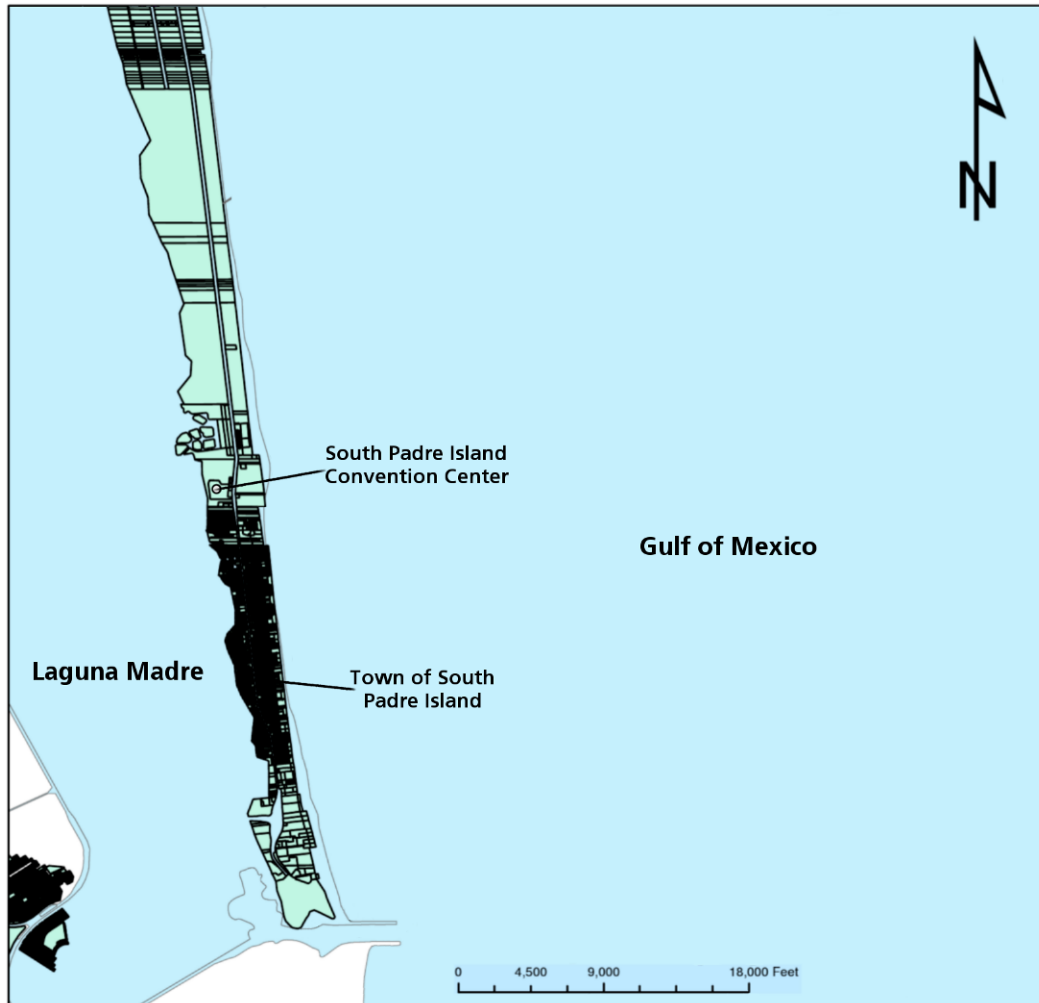 N
South Padre Island
Convention Center
Gulf of Mexico
Laguna Madre
Town of South
Padre Island
0 4,500 9,000 18,000 Feet